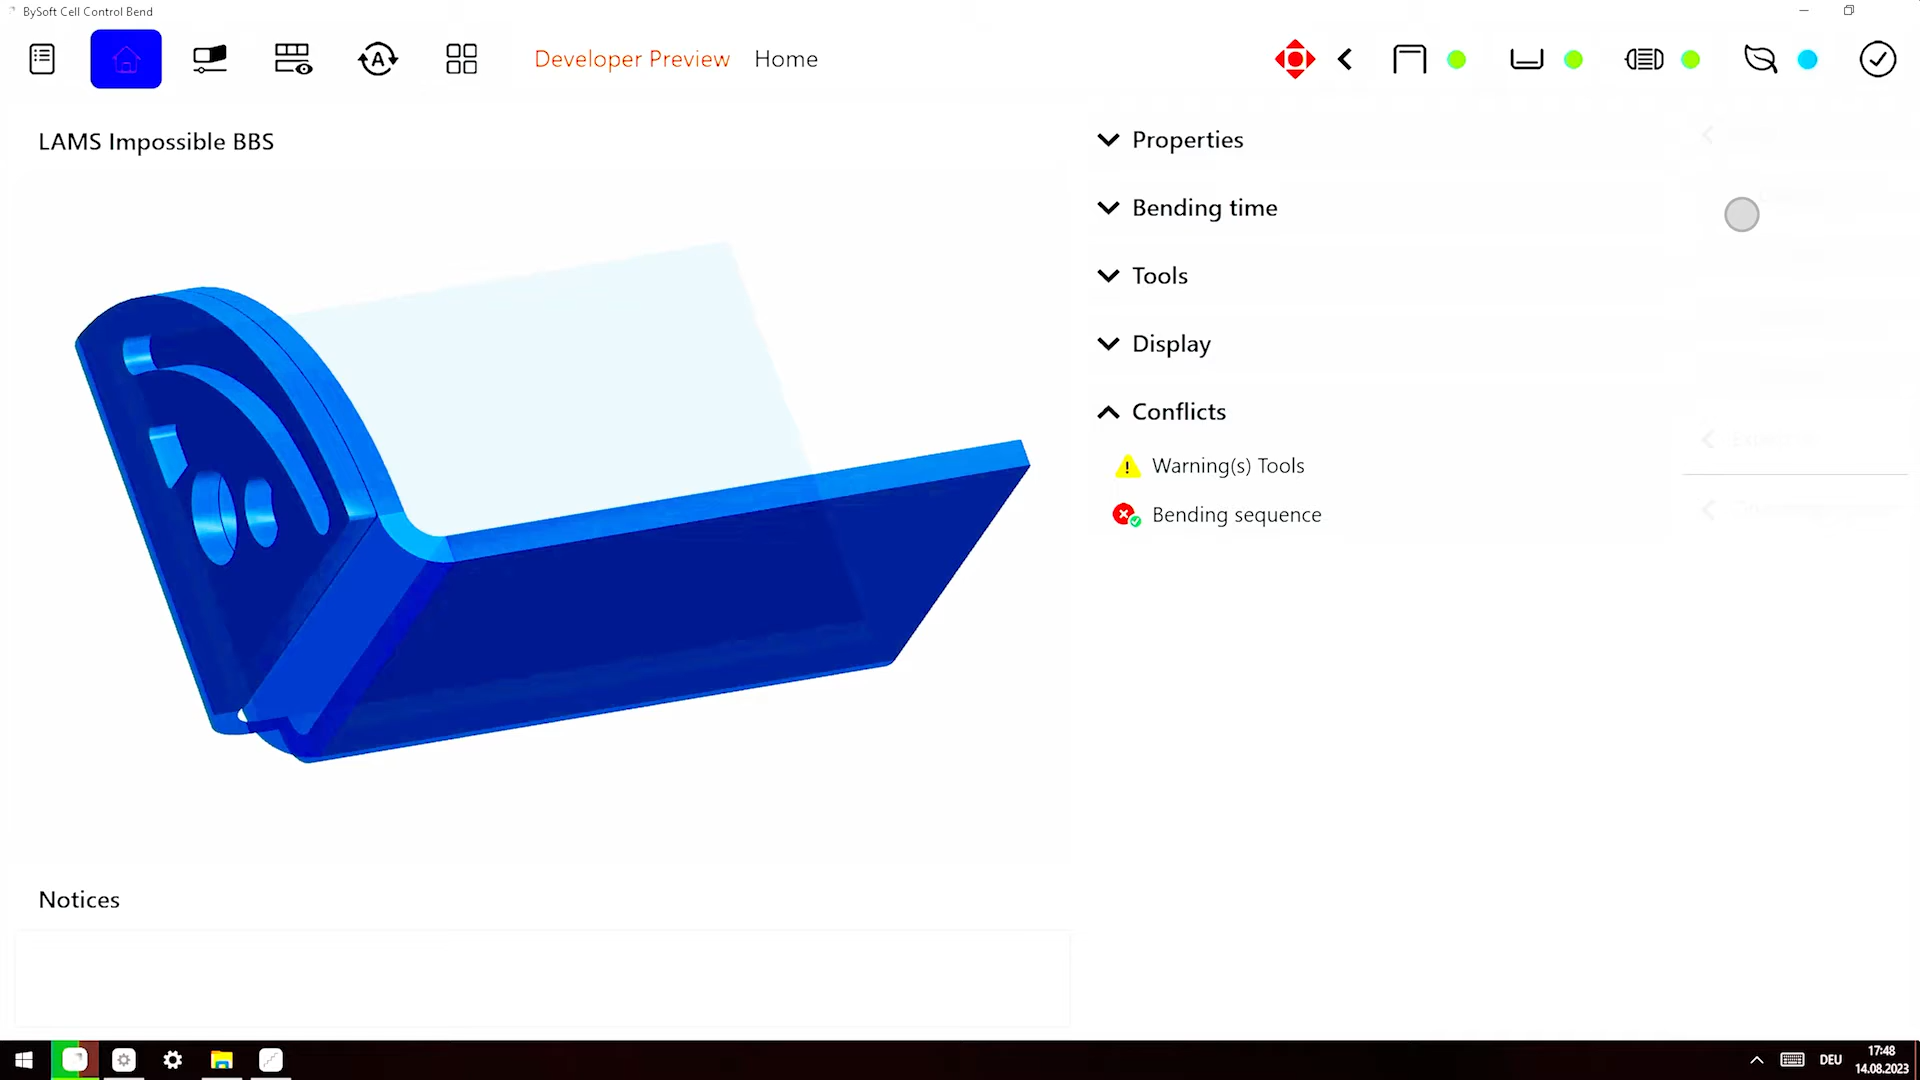 BySoft Cell Control Bend
Developer Preview Home
LAMS Impossible BBS
Properties
Bending time
Tools
Display
Conflicts
Warning(s) Tools
Bending sequence
Notices
DEU
17:48
14.08.2023